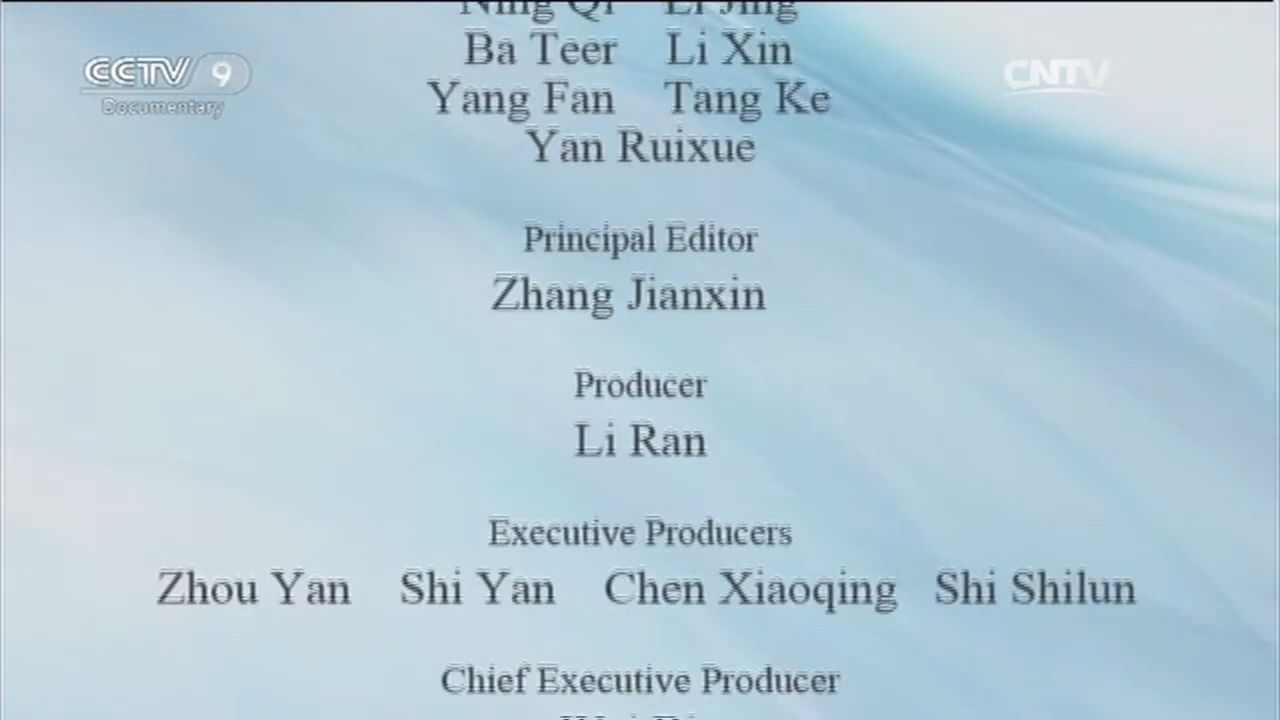 Ba Teer Li Xin
CCTV 9
CNTV
Documentary
Yang Fan Tang Ke
Yan Ruixue
Principal Editor
Zhang Jianxin
Producer
Li Ran
Executive Producers
Zhou Yan Shi Yan Chen Xiaoqing Shi Shilun
Chief Executive Producer